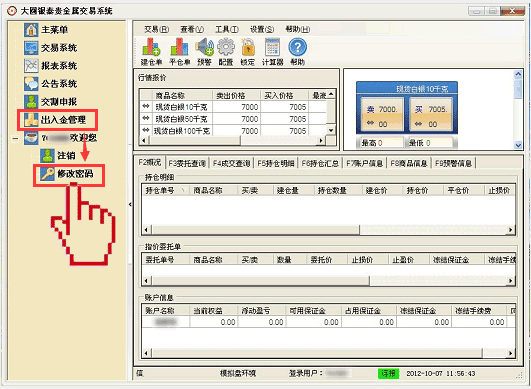 大圆银泰贵金属交易系统
主菜单
交易系统
报表系统
公告系统
交割申报
出入金管理
欢迎您
注销
修改密码
交易(R) 查看(V) 工具(T) 设置(S) 帮助(H)
建仓单 平仓单 预警 配置 锁定 计算器 帮助
行情报价
商品名称 卖出价格 买入价格 最高
现货白银10千克 7000 7005
现货白银50千克 7000 7005
现货白银100千克 7000 7005
现货白银10千克
卖 7000. 买 7005.
00 00
最高 0 最低 0
F2概况 F3委托查询 F4成交查询 F5持仓明细 F6持仓汇总 F7账户信息 F8商品信息 F9预警信息
持仓明细
持仓单号 商品名称 买/卖 建仓量 持仓数量 建仓价 持仓价 平仓价 止损价
指价委托单
委托单号 商品名称 买/卖 数量 委托价 止损价 止盈价 冻结保证金 冻结手续
账户信息
账户名称 当前权益 浮动盈亏 可用保证金 占用保证金 冻结保证金 冻结手续费
0.00 0.00 0.00 0.00 0.00 0.00
值 模拟盘环境 登录用户: 连接 2012-10-07 11:56:43